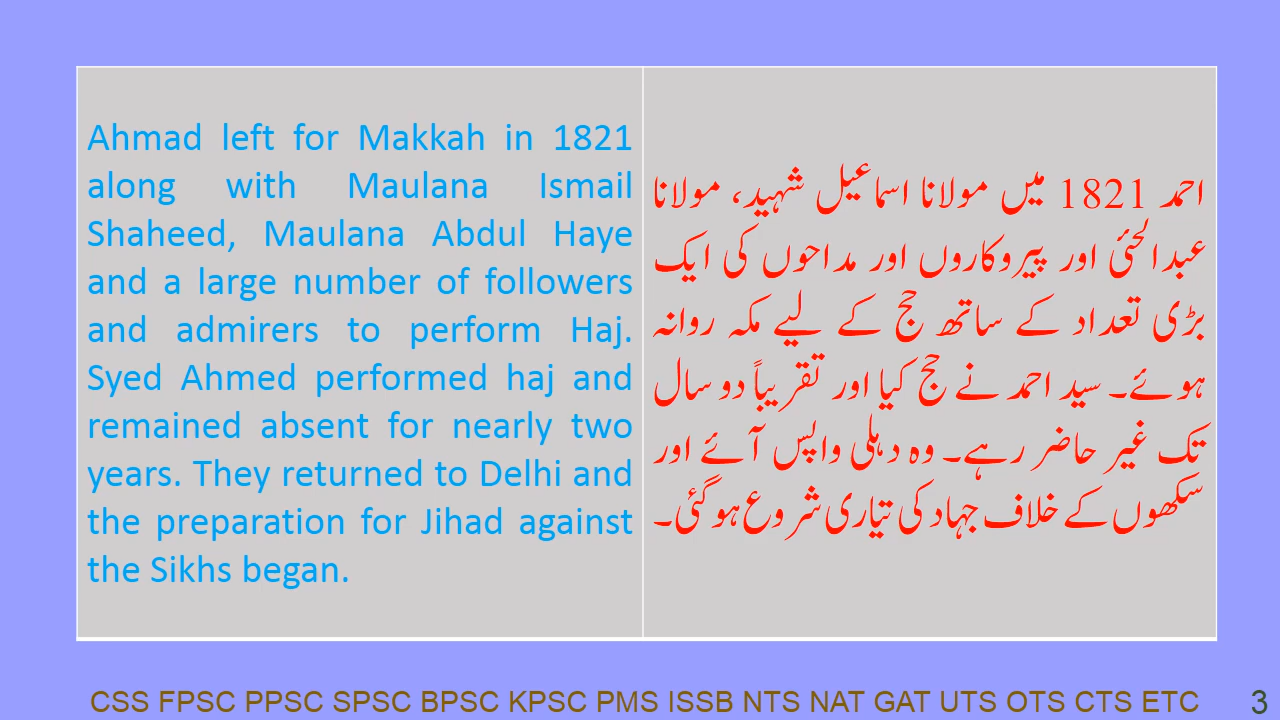 Ahmad left for Makkah in 1821
along with Maulana Ismail
Shaheed, Maulana Abdul Haye
and a large number of followers
and admirers to perform Haj.
Syed Ahmed performed haj and
remained absent for nearly two
years. They returned to Delhi and
the preparation for Jihad against
the Sikhs began.
احمد 1821 میں مولانا اسماعیل شہید، مولانا
عبدالحئی اور پیروکاروں اور مداحوں کی ایک
بڑی تعداد کے ساتھ حج کے لیے مکہ روانہ
ہوئے۔ سید احمد نے حج کیا اور تقریباً دو سال
تک غیر حاضر رہے۔ وہ دہلی واپس آئے اور
سکھوں کے خلاف جہاد کی تیاری شروع ہو گئی۔
CSS FPSC PPSC SPSC BPSC KPSC PMS ISSB NTS NAT GAT UTS OTS CTS ETC
3